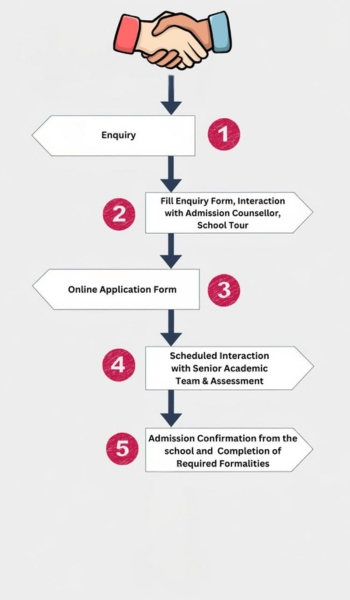 Enquiry
1
2
Fill Enquiry Form, Interaction
with Admission Counsellor,
School Tour
Online Application Form
3
4
Scheduled Interaction
with Senior Academic
Team & Assessment
5
Admission Confirmation from the
school and Completion of
Required Formalities